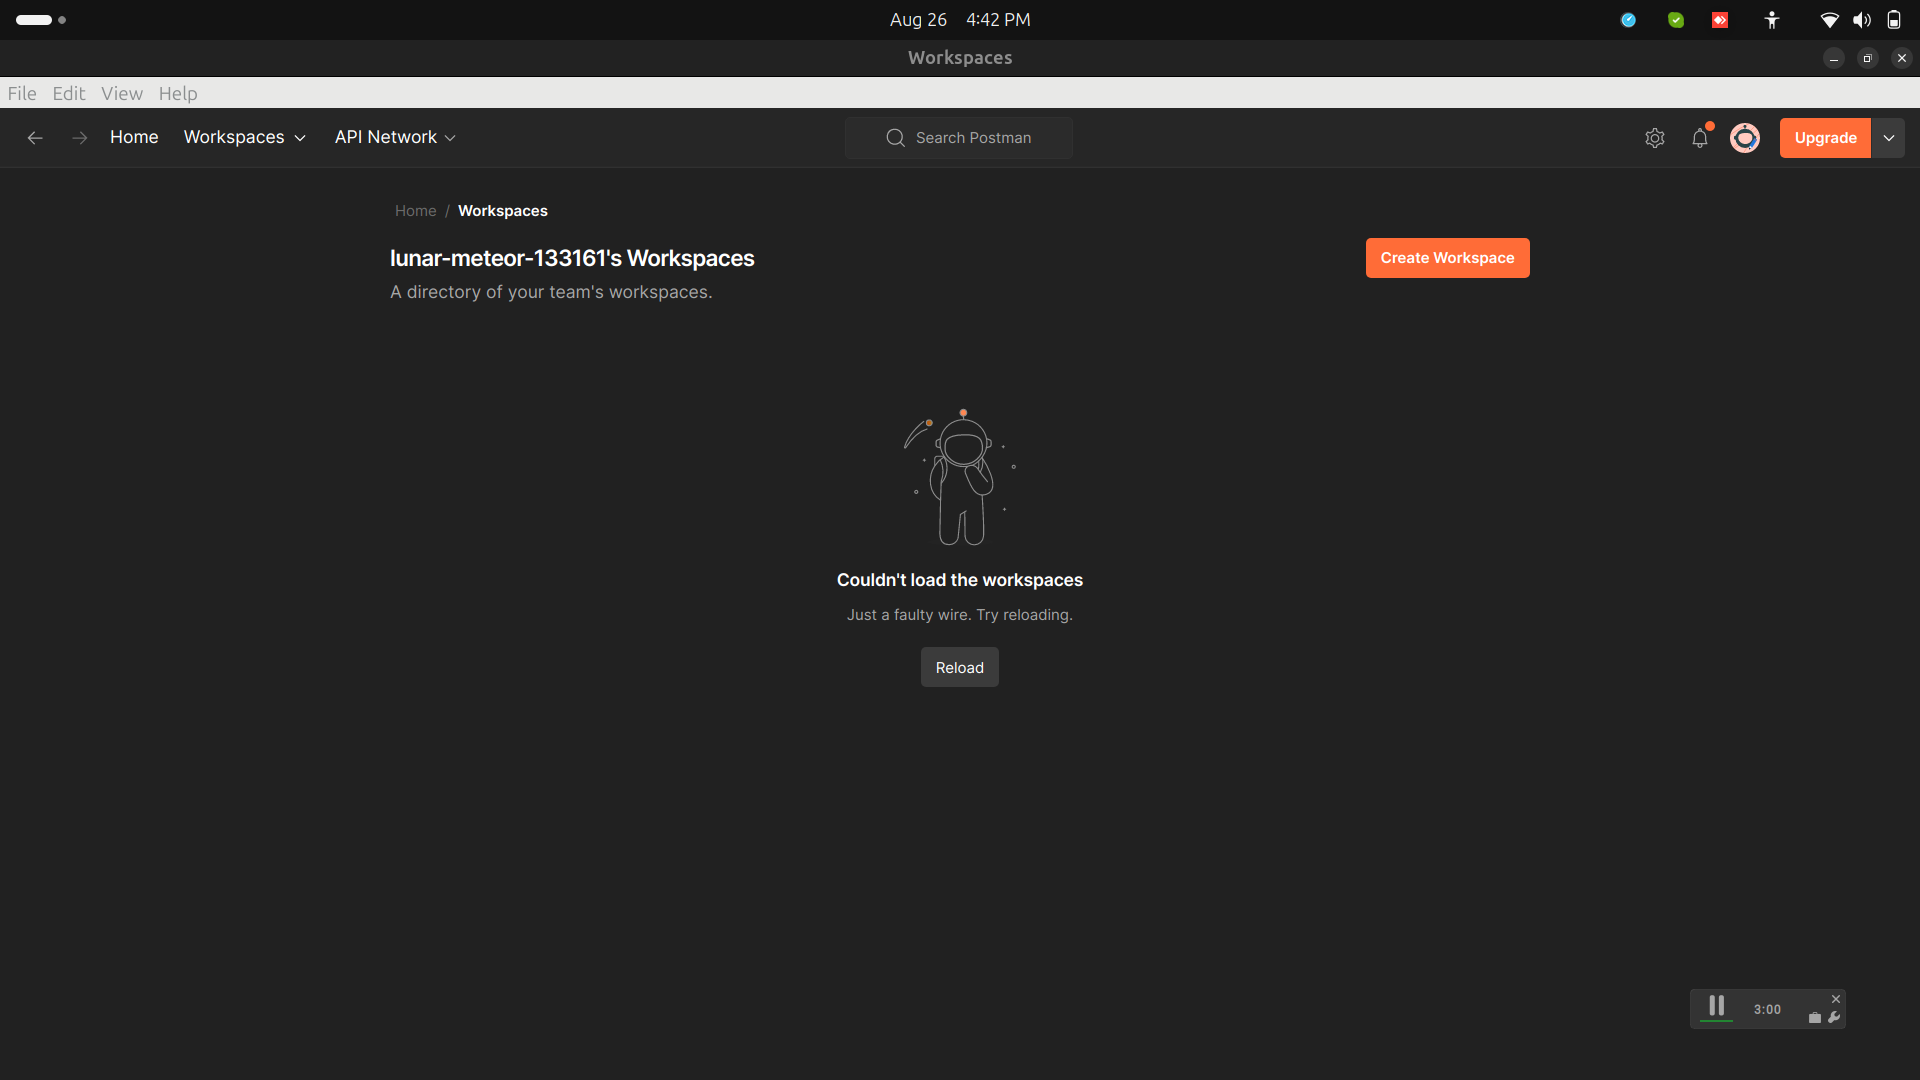 Aug 26 4:42 PM
Workspaces
File Edit View Help
Home Workspaces API Network Search Postman Upgrade
Home / Workspaces
lunar-meteor-133161's Workspaces
Create Workspace
A directory of your team's workspaces.
Couldn't load the workspaces
Just a faulty wire. Try reloading.
Reload
3:00